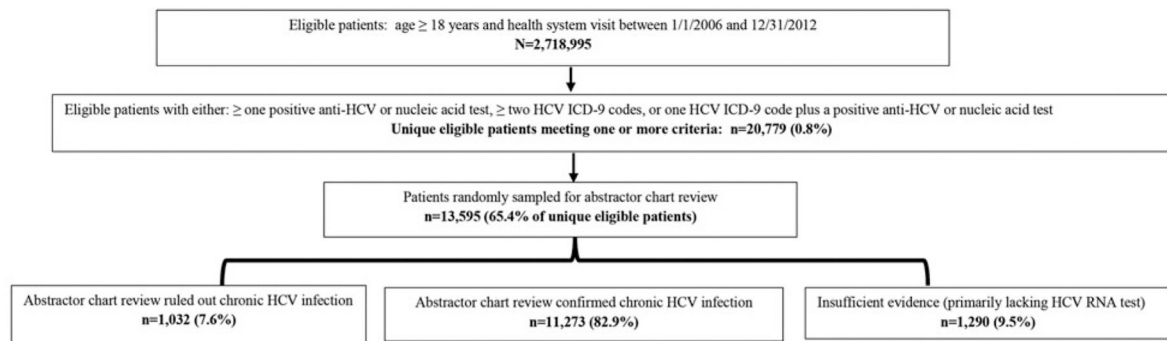 Eligible patients: age ≥ 18 years and health system visit between 1/1/2006 and 12/31/2012
N=2,718,995
Eligible patients with either: ≥ one positive anti-HCV or nucleic acid test, ≥ two HCV ICD-9 codes, or one HCV ICD-9 code plus a positive anti-HCV or nucleic acid test
Unique eligible patients meeting one or more criteria: n=20,779 (0.8%)
Patients randomly sampled for abstractor chart review
n=13,595 (65.4% of unique eligible patients)
Abstractor chart review ruled out chronic HCV infection
n=1,032 (7.6%)
Abstractor chart review confirmed chronic HCV infection
n=11,273 (82.9%)
Insufficient evidence (primarily lacking HCV RNA test)
n=1,290 (9.5%)